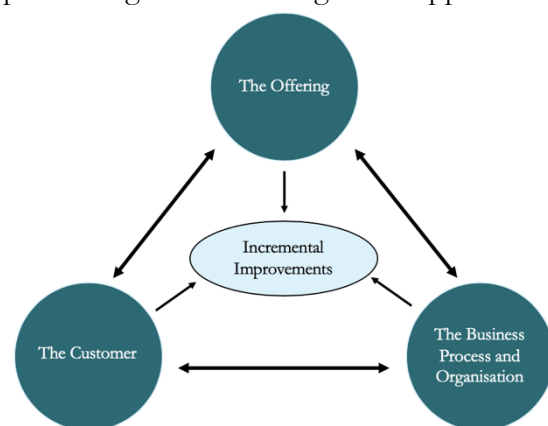 The Offering
Incremental
Improvements
The Customer
The Business
Process and
Organisation